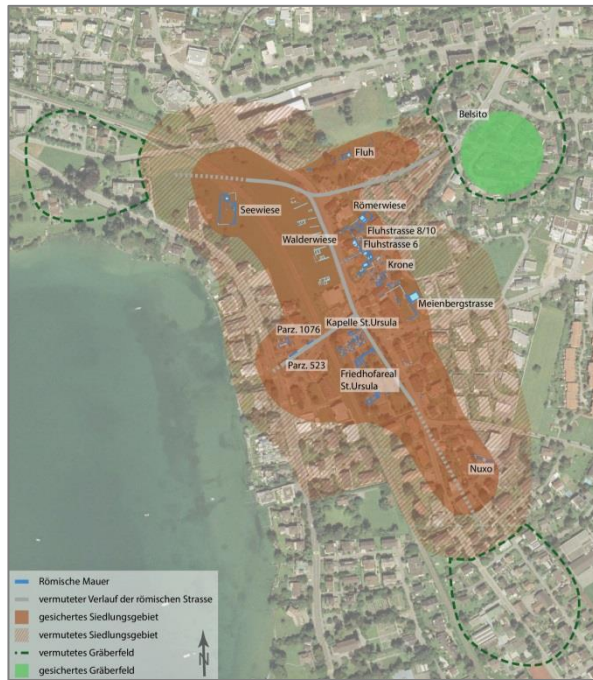 Belsito
Fluh
Seewiese
Römerwiese
Fluhstrasse 8/10
Walderwiese
Fluhstrasse 6
Krone
Meienbergstrasse
Kapelle St.Ursula
Parz. 1076
Parz. 523
Friedhofareal
St.Ursula
Nuxo
Römische Mauer
vermuteter Verlauf der römischen Strasse
gesichertes Siedlungsgebiet
vermutetes Siedlungsgebiet
vermutetes Gräberfeld
gesichertes Gräberfeld
N